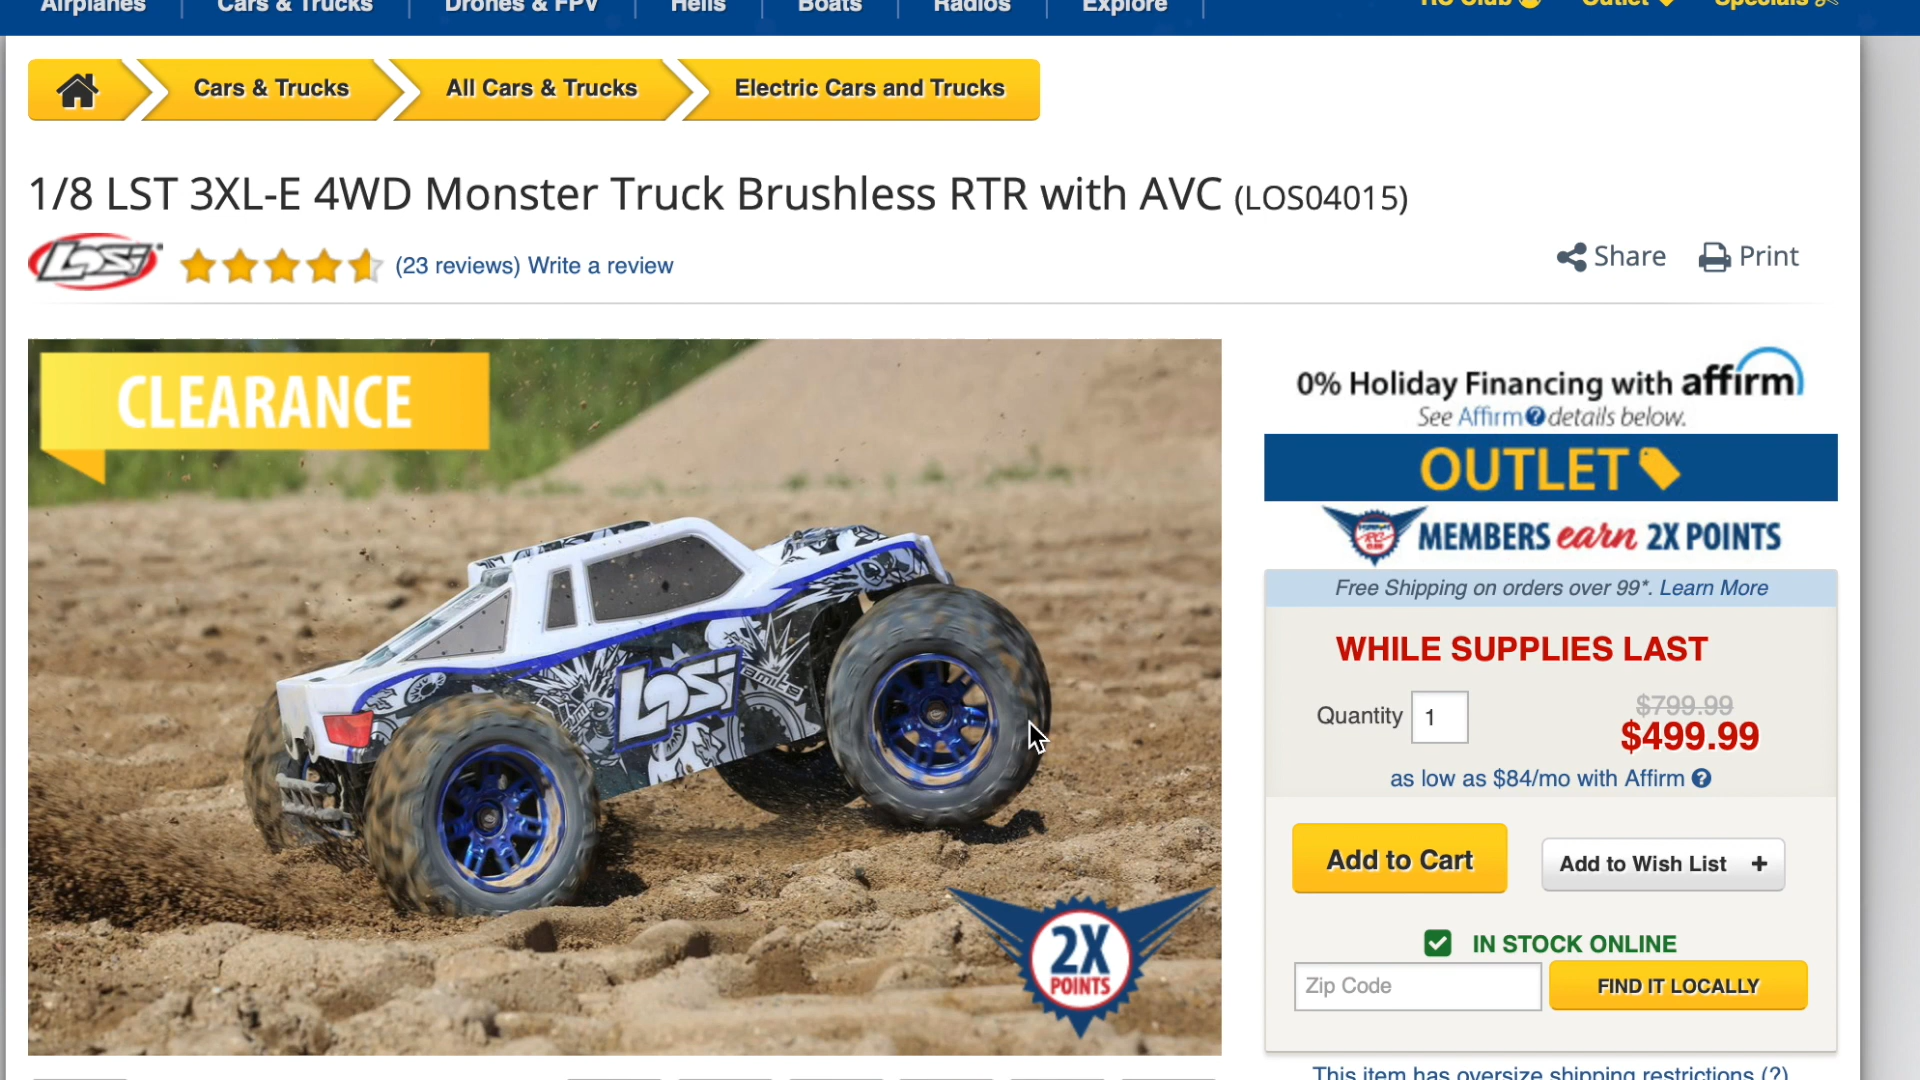 Airplanes
Cars & Trucks
Drones & FPV
Helis
Boats
Radios
Explore
RC Club
Outlet
Specials
Cars & Trucks
All Cars & Trucks
Electric Cars and Trucks
1/8 LST 3XL-E 4WD Monster Truck Brushless RTR with AVC (LOS04015)
LOSI
(23 reviews) Write a review
Share
Print
CLEARANCE
LOSI
2X
POINTS
0% Holiday Financing with affirm
See Affirm ? details below.
OUTLET
MEMBERS earn 2X POINTS
Free Shipping on orders over 99*. Learn More
WHILE SUPPLIES LAST
Quantity 1
$799.99
$499.99
as low as $84/mo with Affirm ?
Add to Cart
Add to Wish List +
IN STOCK ONLINE
Zip Code
FIND IT LOCALLY
This item has oversize shipping restrictions (?)